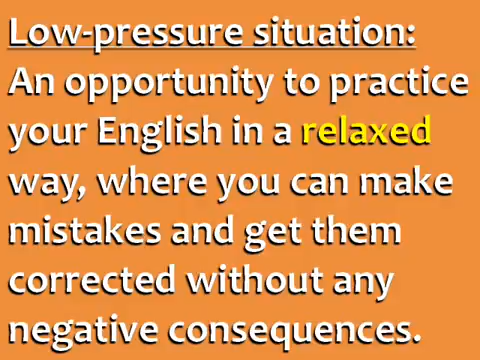 Low-pressure situation:
An opportunity to practice
your English in a relaxed
way, where you can make
mistakes and get them
corrected without any
negative consequences.